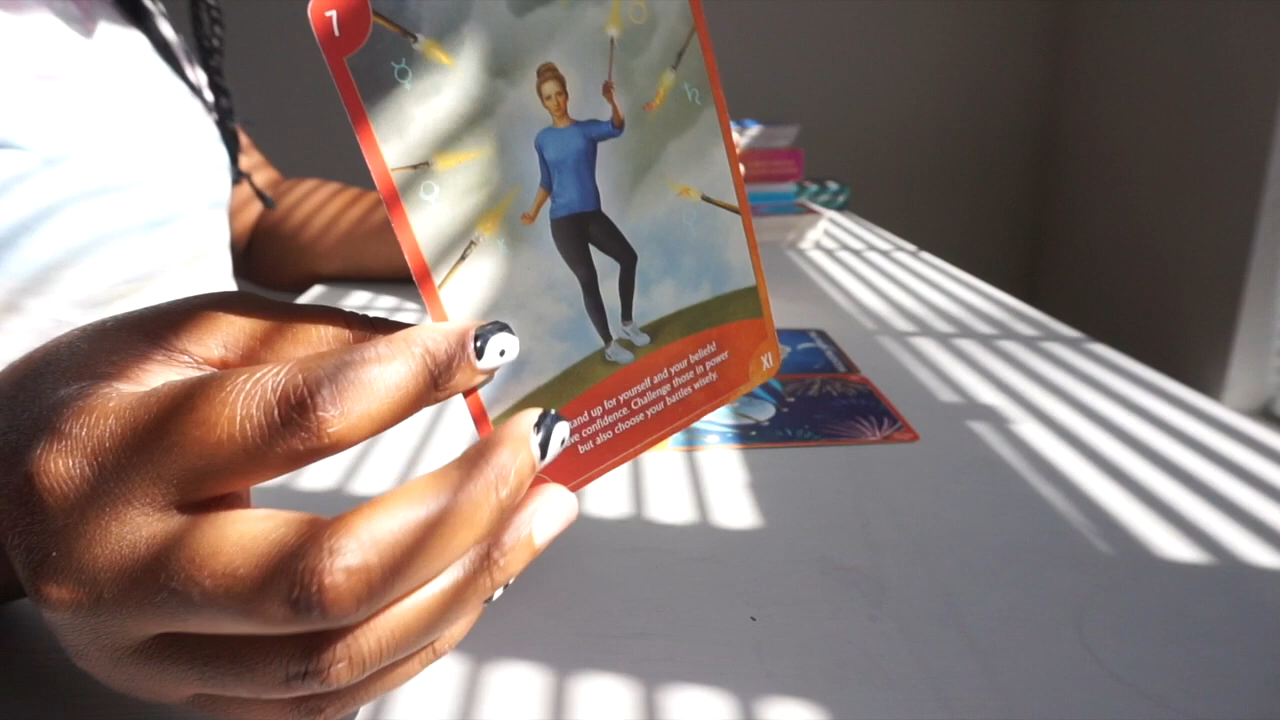 7
and up for yourself and your beliefs!
ve confidence. Challenge those in power
but also choose your battles wisely.
XI